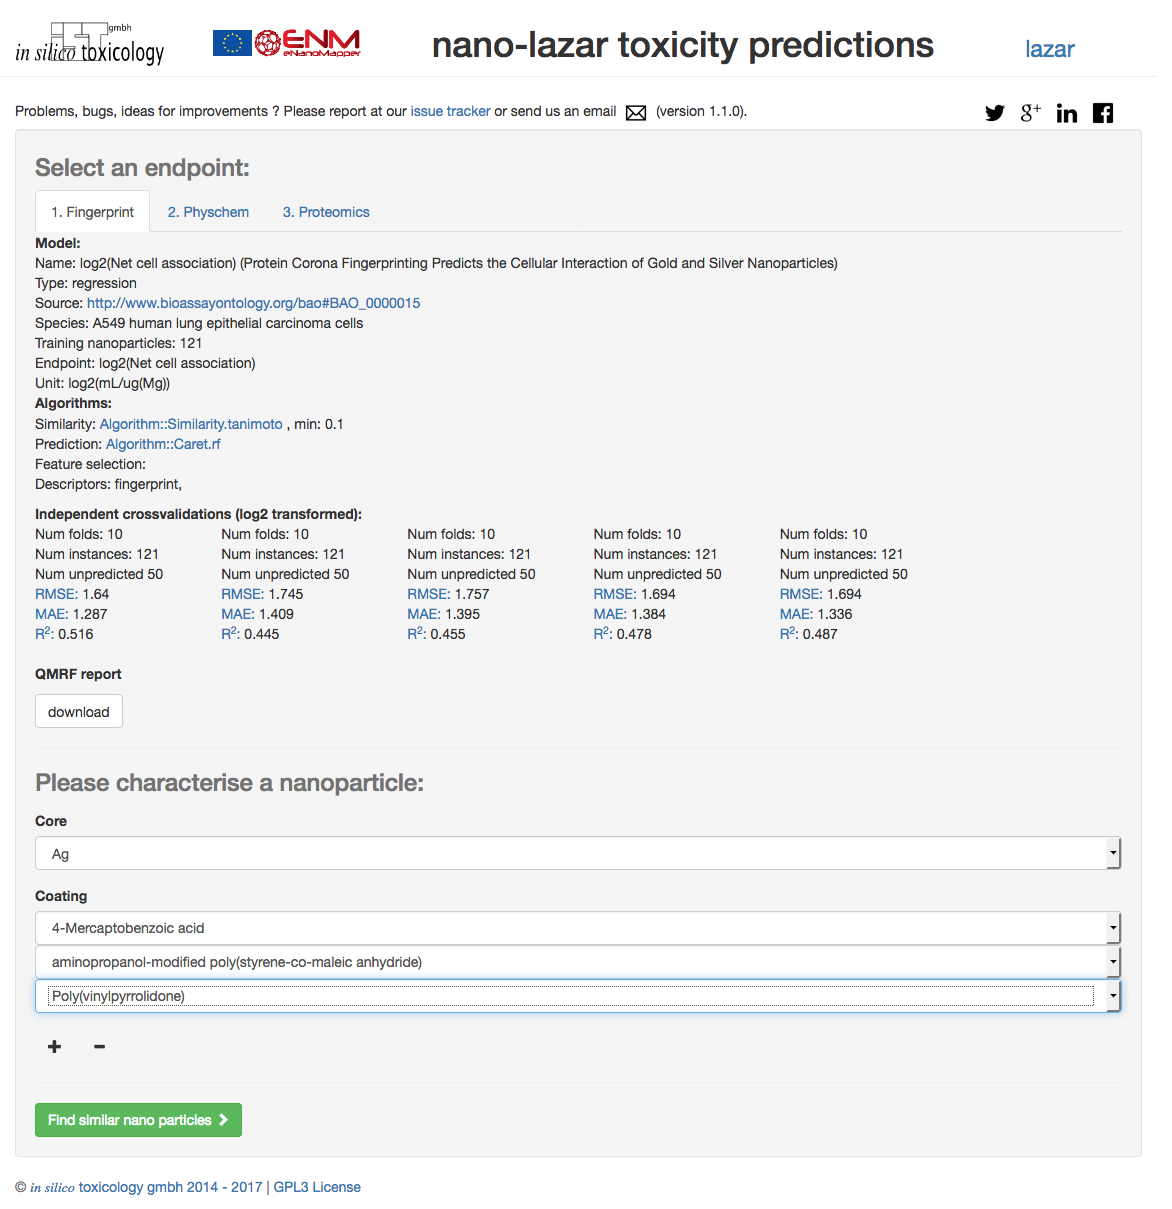 gmbh
in silico toxicology
ENM
eNanoMapper
nano-lazar toxicity predictions
lazar
Problems, bugs, ideas for improvements ? Please report at our issue tracker or send us an email (version 1.1.0).
g+ in f
Select an endpoint:
1. Fingerprint 2. Physchem 3. Proteomics
Model:
Name: log2(Net cell association) (Protein Corona Fingerprinting Predicts the Cellular Interaction of Gold and Silver Nanoparticles)
Type: regression
Source: http://www.bioassayontology.org/bao#BAO_0000015
Species: A549 human lung epithelial carcinoma cells
Training nanoparticles: 121
Endpoint: log2(Net cell association)
Unit: log2(mL/ug(Mg))
Algorithms:
Similarity: Algorithm::Similarity.tanimoto , min: 0.1
Prediction: Algorithm::Caret.rf
Feature selection:
Descriptors: fingerprint,
Independent crossvalidations (log2 transformed):
Num folds: 10 Num folds: 10 Num folds: 10 Num folds: 10 Num folds: 10
Num instances: 121 Num instances: 121 Num instances: 121 Num instances: 121 Num instances: 121
Num unpredicted 50 Num unpredicted 50 Num unpredicted 50 Num unpredicted 50 Num unpredicted 50
RMSE: 1.64 RMSE: 1.745 RMSE: 1.757 RMSE: 1.694 RMSE: 1.694
MAE: 1.287 MAE: 1.409 MAE: 1.395 MAE: 1.384 MAE: 1.336
R²: 0.516 R²: 0.445 R²: 0.455 R²: 0.478 R²: 0.487
QMRF report
download
Please characterise a nanoparticle:
Core
Ag
Coating
4-Mercaptobenzoic acid
aminopropanol-modified poly(styrene-co-maleic anhydride)
Poly(vinylpyrrolidone)
+ -
Find similar nano particles
© in silico toxicology gmbh 2014 - 2017 | GPL3 License